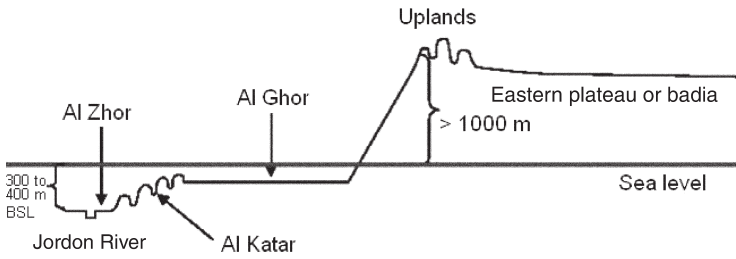 Uplands
Al Zhor
Al Ghor
Eastern plateau or badia
> 1000 m
300 to
400 m
BSL
Sea level
Jordon River
Al Katar